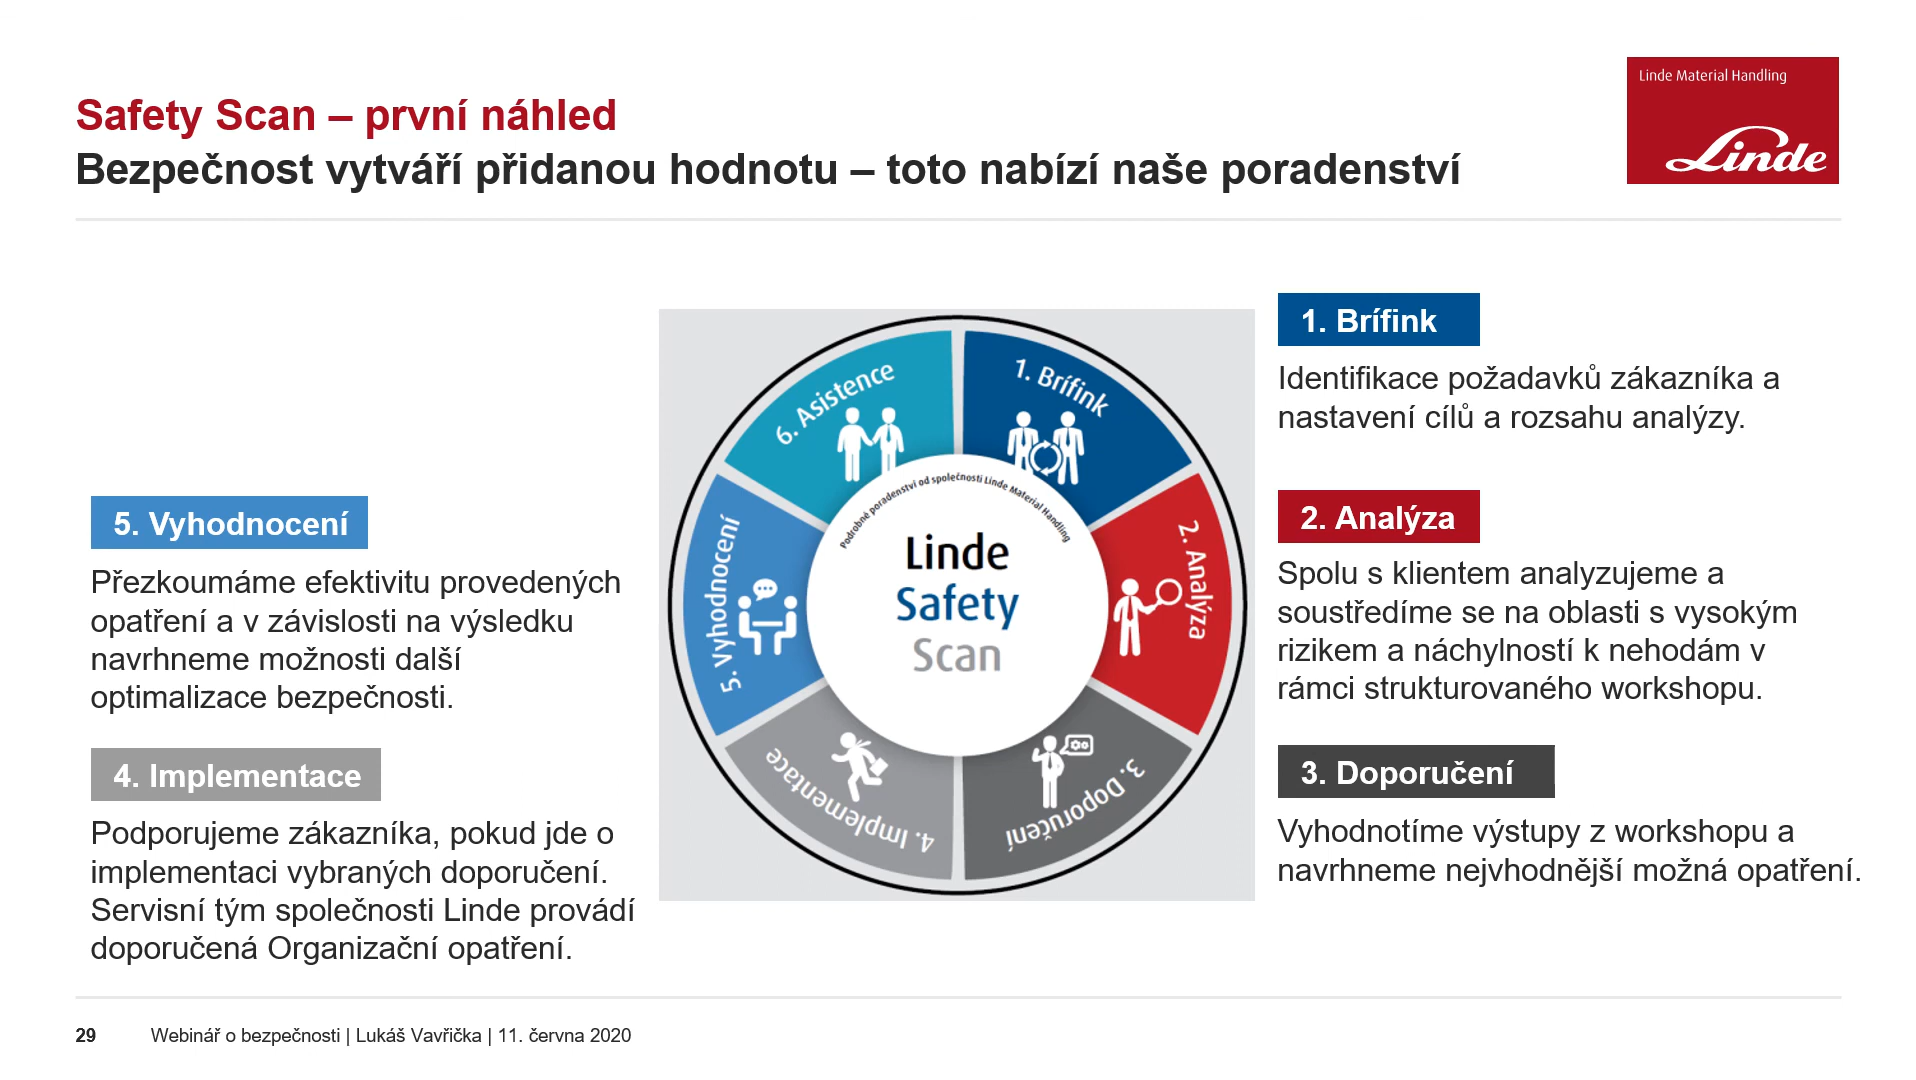 Linde Material Handling
Linde
Safety Scan – první náhled
Bezpečnost vytváří přidanou hodnotu – toto nabízí naše poradenství
1. Brífink
Identifikace požadavků zákazníka a
nastavení cílů a rozsahu analýzy.
2. Analýza
Spolu s klientem analyzujeme a
soustředíme se na oblasti s vysokým
rizikem a náchylností k nehodám v
rámci strukturovaného workshopu.
3. Doporučení
Vyhodnotíme výstupy z workshopu a
navrhneme nejvhodnější možná opatření.
5. Vyhodnocení
Přezkoumáme efektivitu provedených
opatření a v závislosti na výsledku
navrhneme možnosti další
optimalizace bezpečnosti.
4. Implementace
Podporujeme zákazníka, pokud jde o
implementaci vybraných doporučení.
Servisní tým společnosti Linde provádí
doporučená Organizační opatření.
1. Brífink
2. Analýza
3. Doporučení
4. Implementace
5. Vyhodnocení
6. Asistence
Podrobné poradenství od společnosti Linde Material Handling
Linde
Safety
Scan
29
Webinář o bezpečnosti | Lukáš Vavřička | 11. června 2020